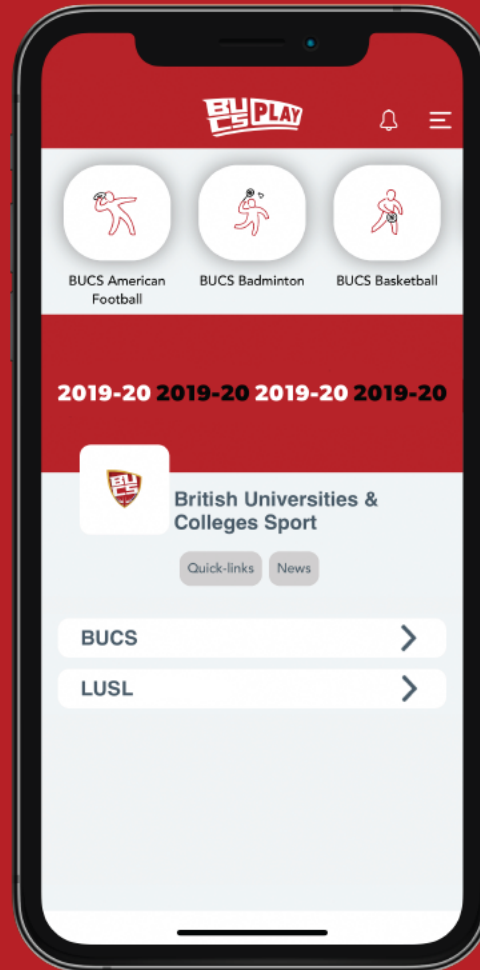 BUCS PLAY
BUCS American
Football
BUCS Badminton
BUCS Basketball
2019-20 2019-20 2019-20 2019-20
BUCS
British Universities &
Colleges Sport
Quick-links
News
BUCS
LUSL